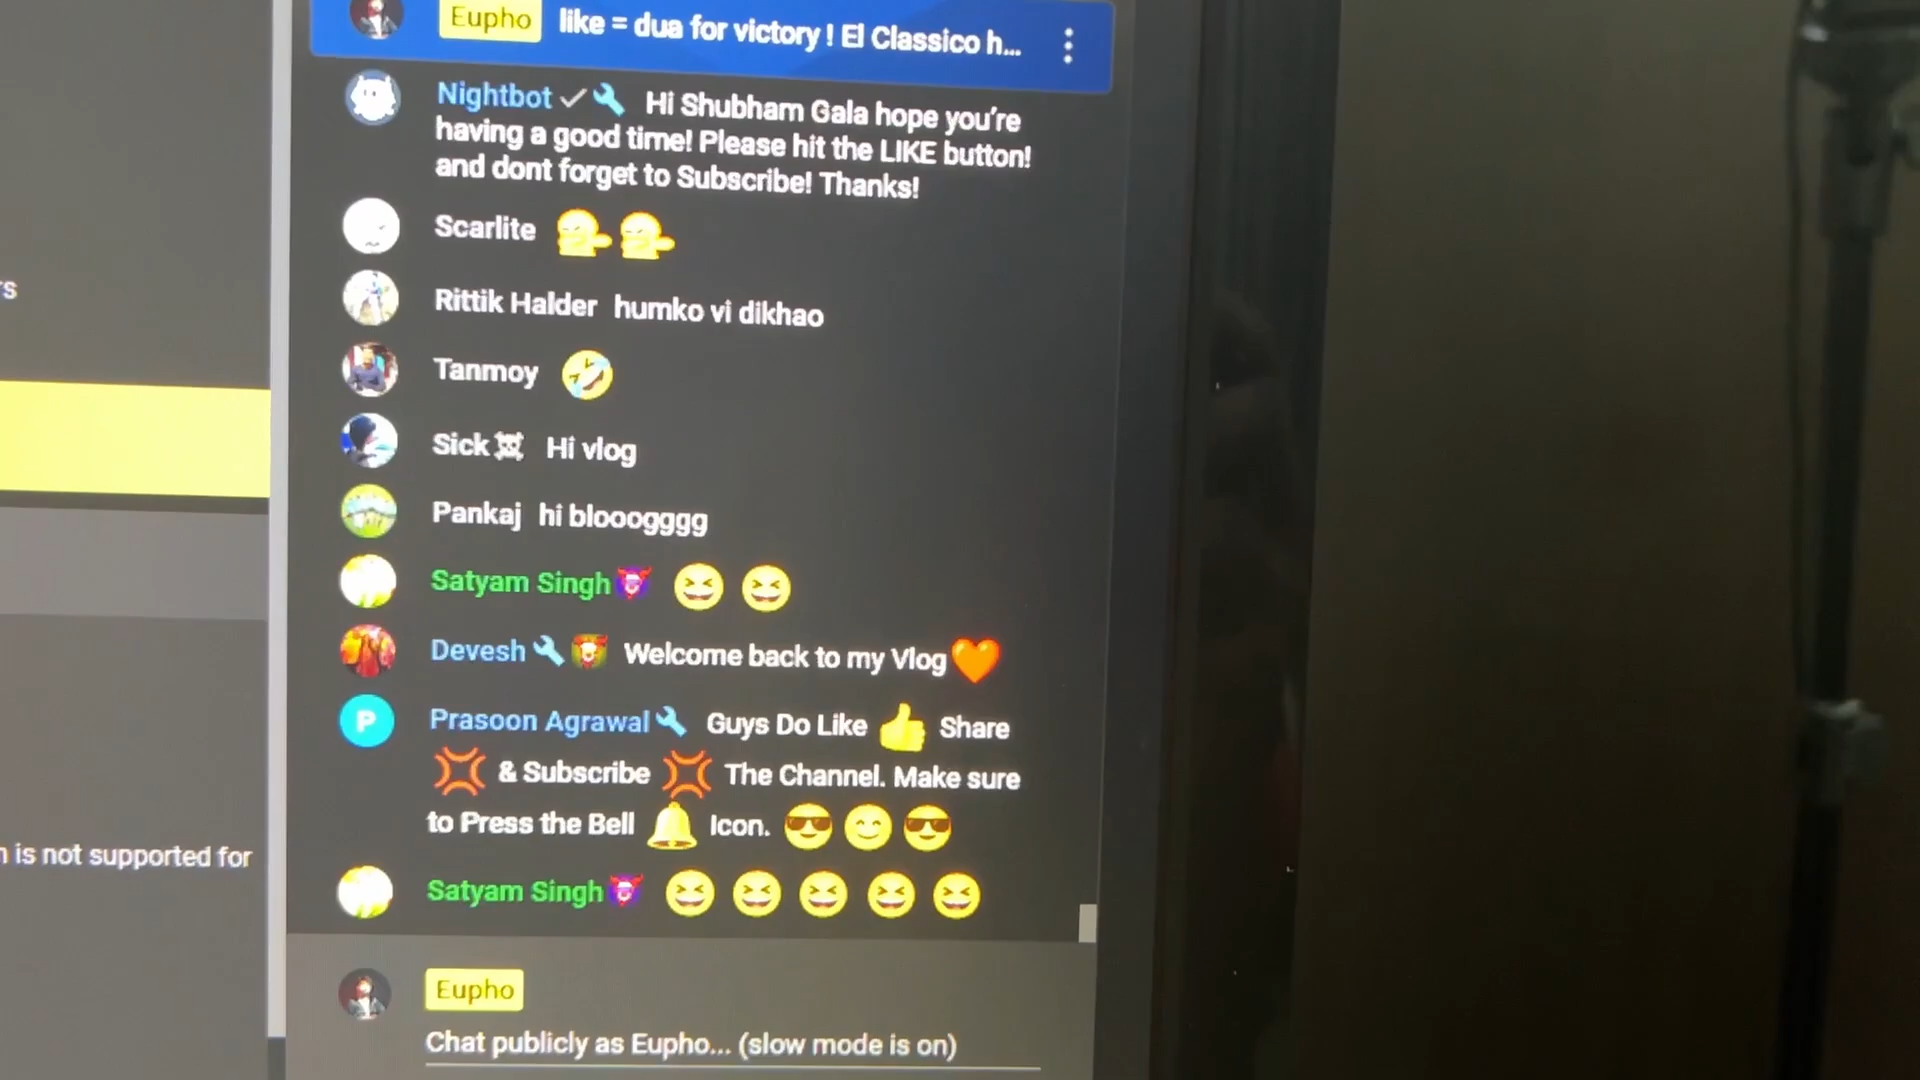 Eupho like = dua for victory ! El Classico h...
Nightbot Hi Shubham Gala hope you're
having a good time! Please hit the LIKE button!
and dont forget to Subscribe! Thanks!
Scarlite
Rittik Halder humko vi dikhao
Tanmoy
Sick☠ Hi vlog
Pankaj hi bloogggg
Satyam Singh 😆 😆
Devesh Welcome back to my Vlog🧡
P Prasoon Agrawal Guys Do Like 👍 Share
💢 & Subscribe 💢 The Channel. Make sure
to Press the Bell 🔔 Icon. 😎 😊 😎
is not supported for
Satyam Singh 😆 😆 😆 😆 😆
Eupho
Chat publicly as Eupho... (slow mode is on)